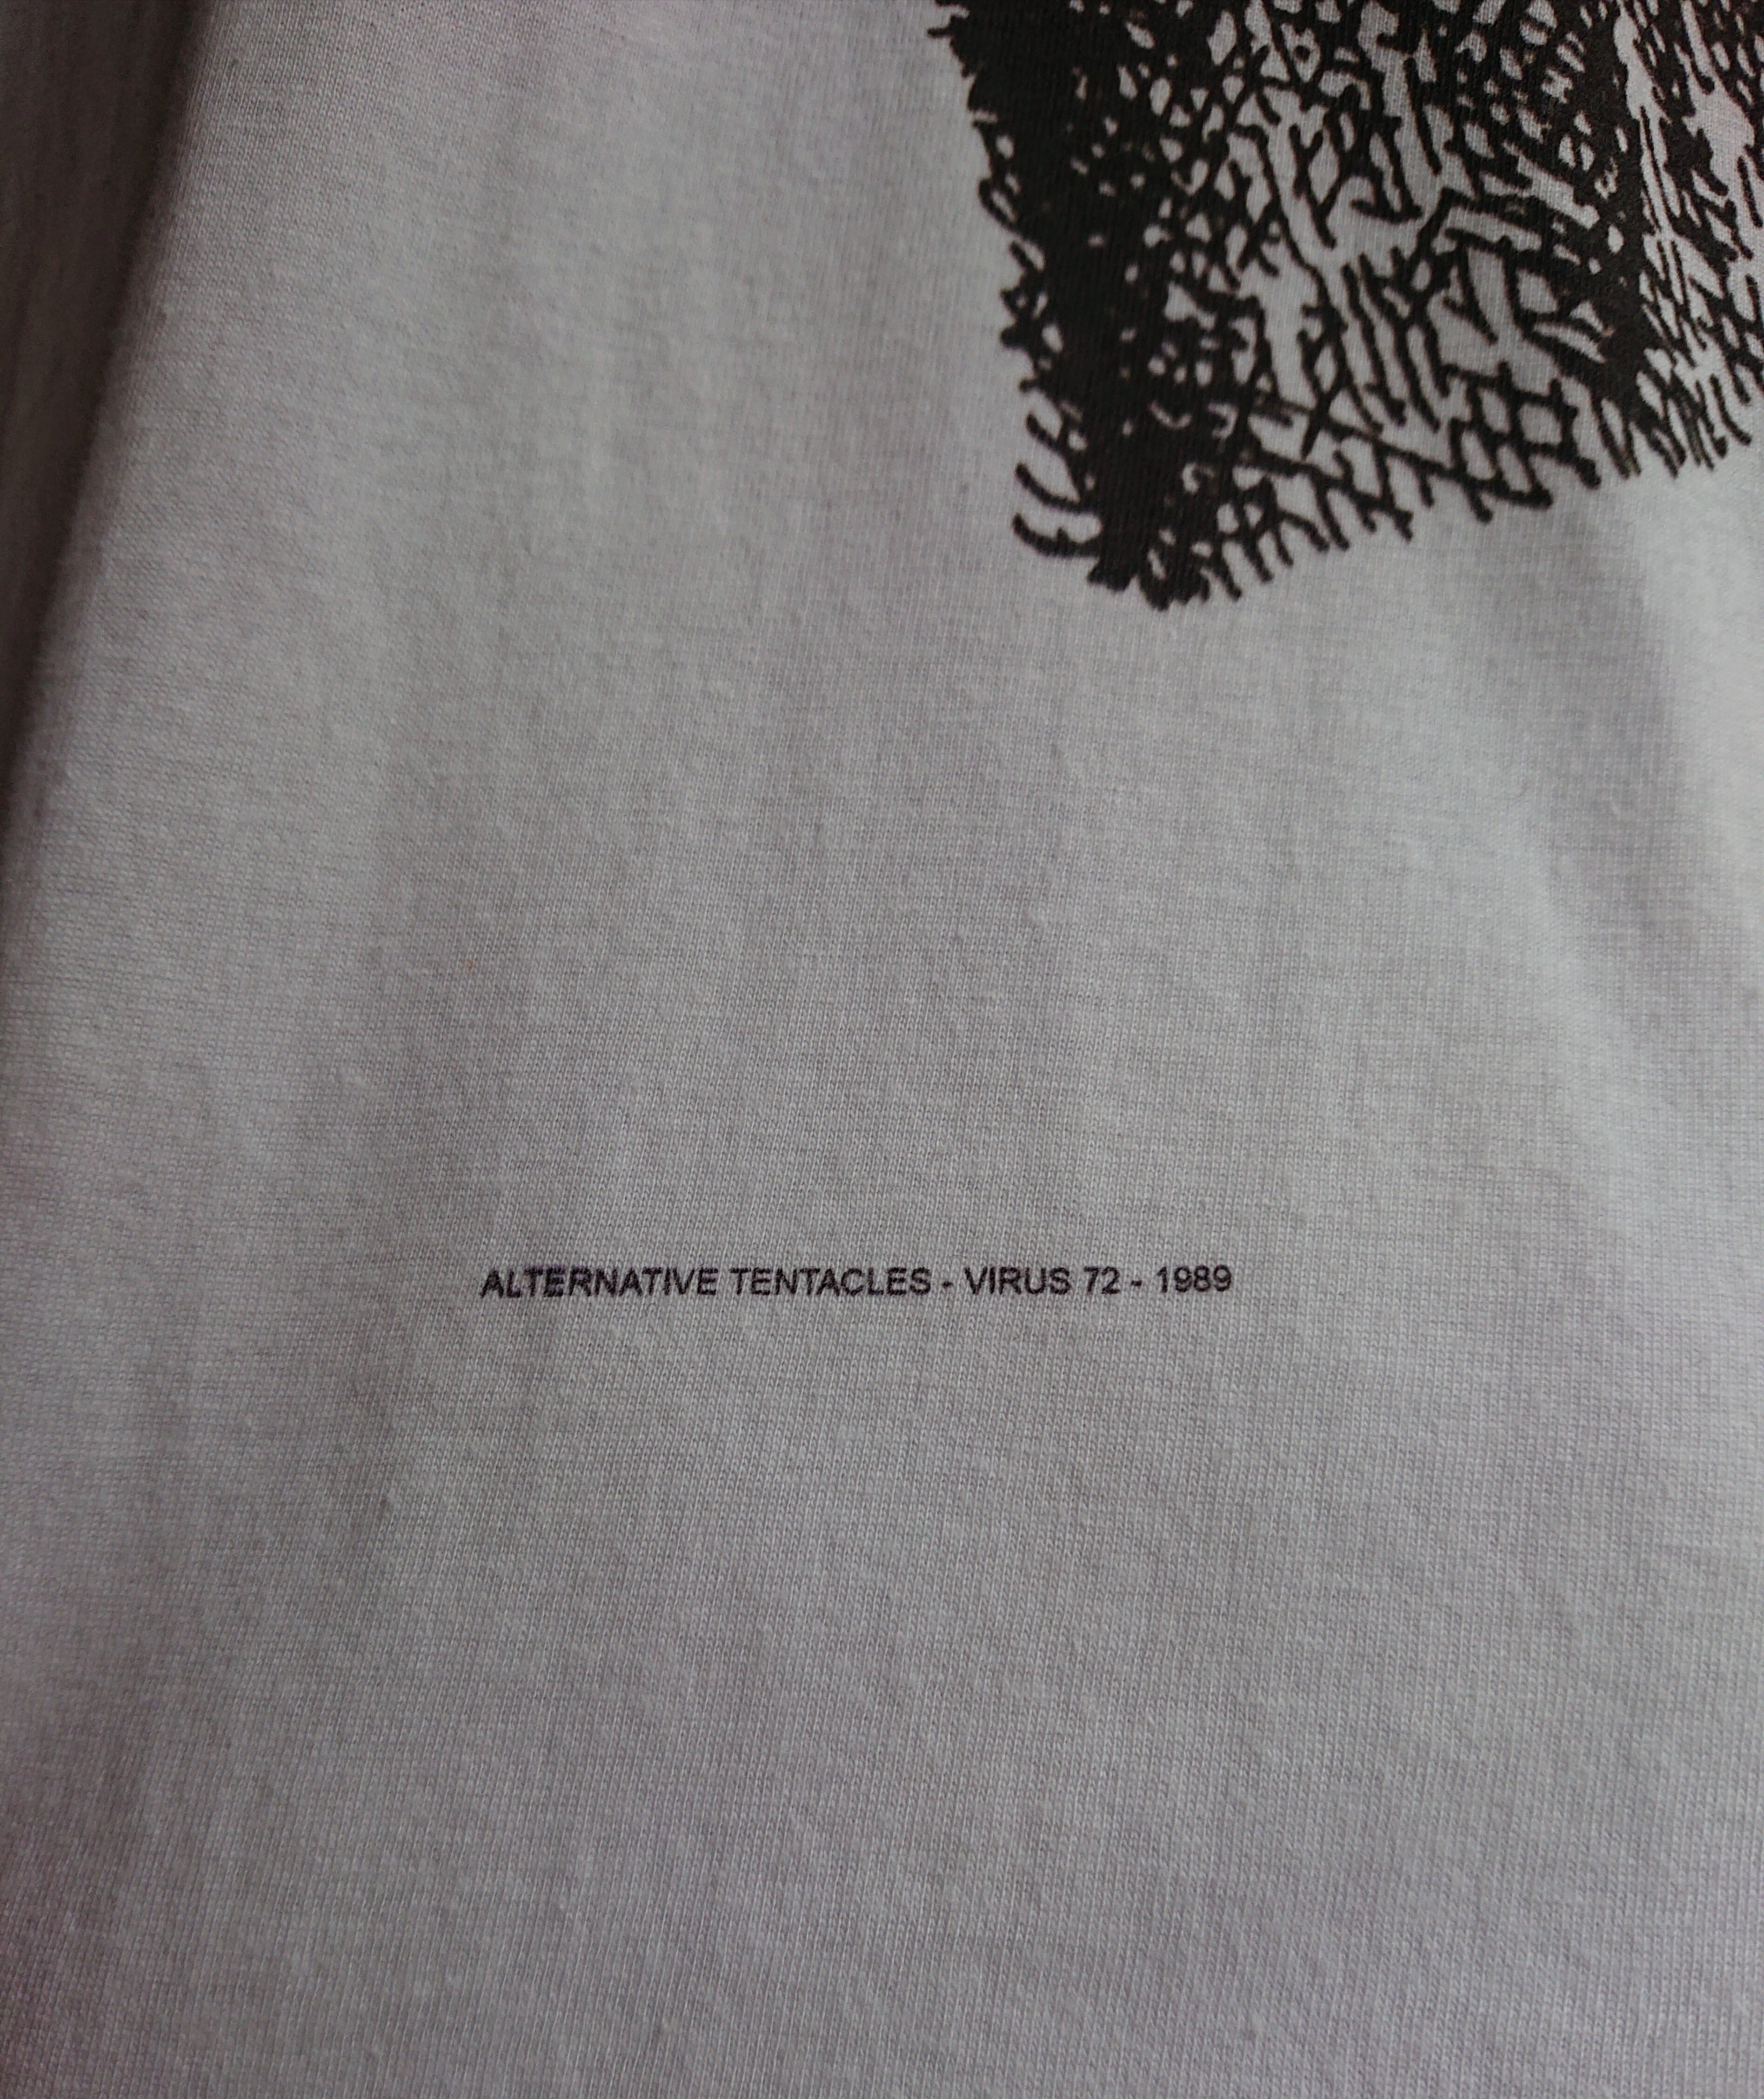 ALTERNATIVE TENTACLES - VIRUS 72 - 1989